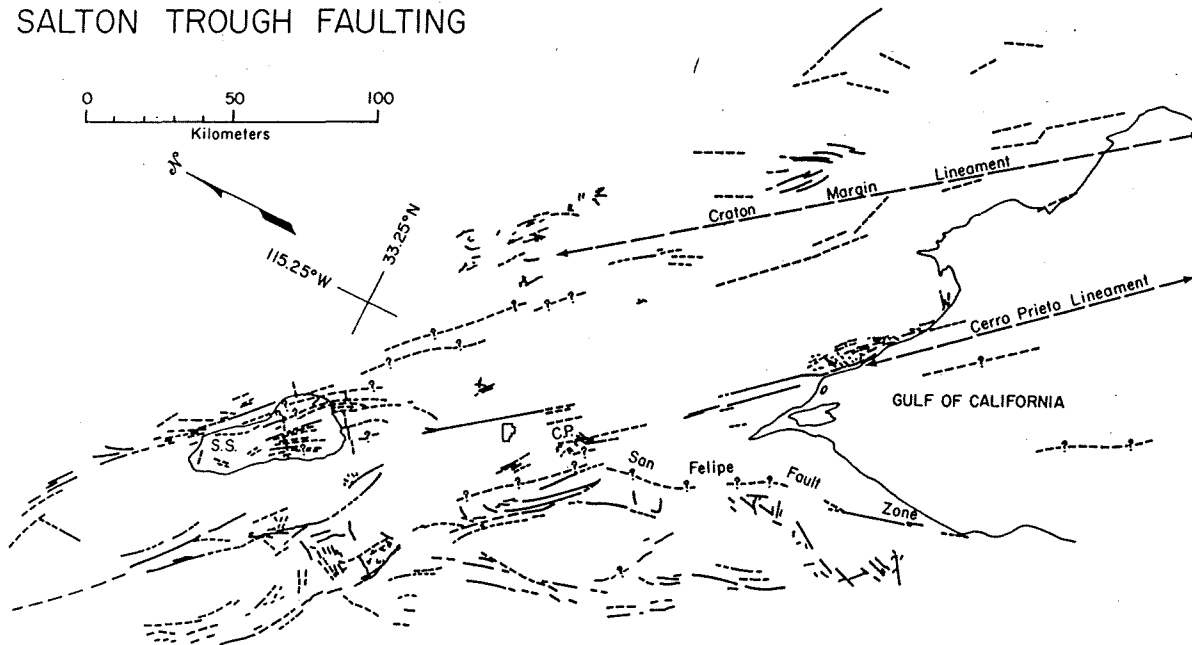 SALTON TROUGH FAULTING
0 50 100
Kilometers
N
115.25°W
33.25°N
Craton Margin Lineament
Cerro Prieto Lineament
GULF OF CALIFORNIA
S.S.
C.P.
San Felipe Fault Zone